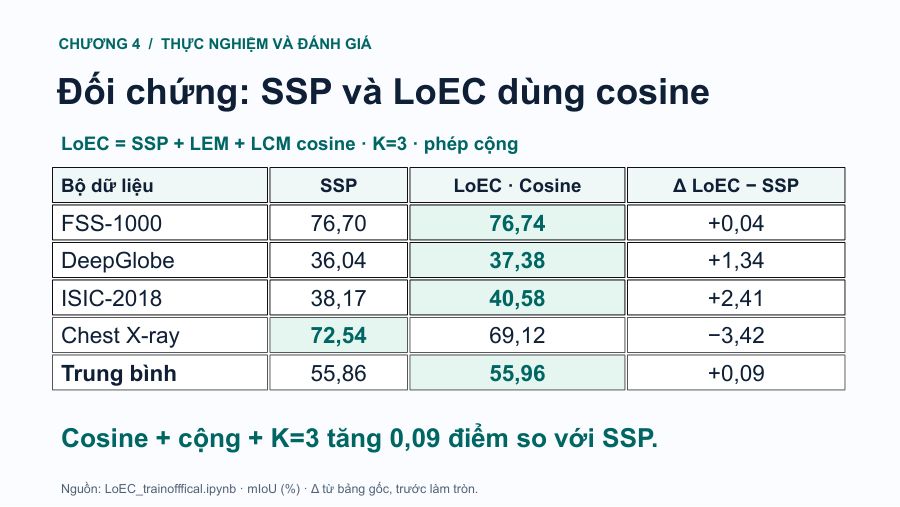 CHƯƠNG 4 / THỰC NGHIỆM VÀ ĐÁNH GIÁ
Đối chứng: SSP và LoEC dùng cosine
LoEC = SSP + LEM + LCM cosine · K=3 · phép cộng
Bộ dữ liệu SSP LoEC · Cosine Δ LoEC − SSP
FSS-1000 76,70 76,74 +0,04
DeepGlobe 36,04 37,38 +1,34
ISIC-2018 38,17 40,58 +2,41
Chest X-ray 72,54 69,12 −3,42
Trung bình 55,86 55,96 +0,09
Cosine + cộng + K=3 tăng 0,09 điểm so với SSP.
Nguồn: LoEC_trainofffical.ipynb · mIoU (%) · Δ từ bảng gốc, trước làm tròn.